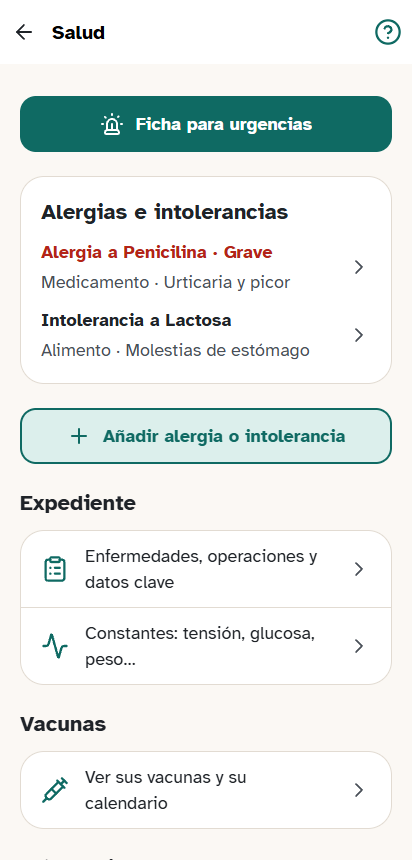 Salud
Ficha para urgencias
Alergias e intolerancias
Alergia a Penicilina · Grave
Medicamento · Urticaria y picor
Intolerancia a Lactosa
Alimento · Molestias de estómago
Añadir alergia o intolerancia
Expediente
Enfermedades, operaciones y
datos clave
Constantes: tensión, glucosa,
peso...
Vacunas
Ver sus vacunas y su
calendario